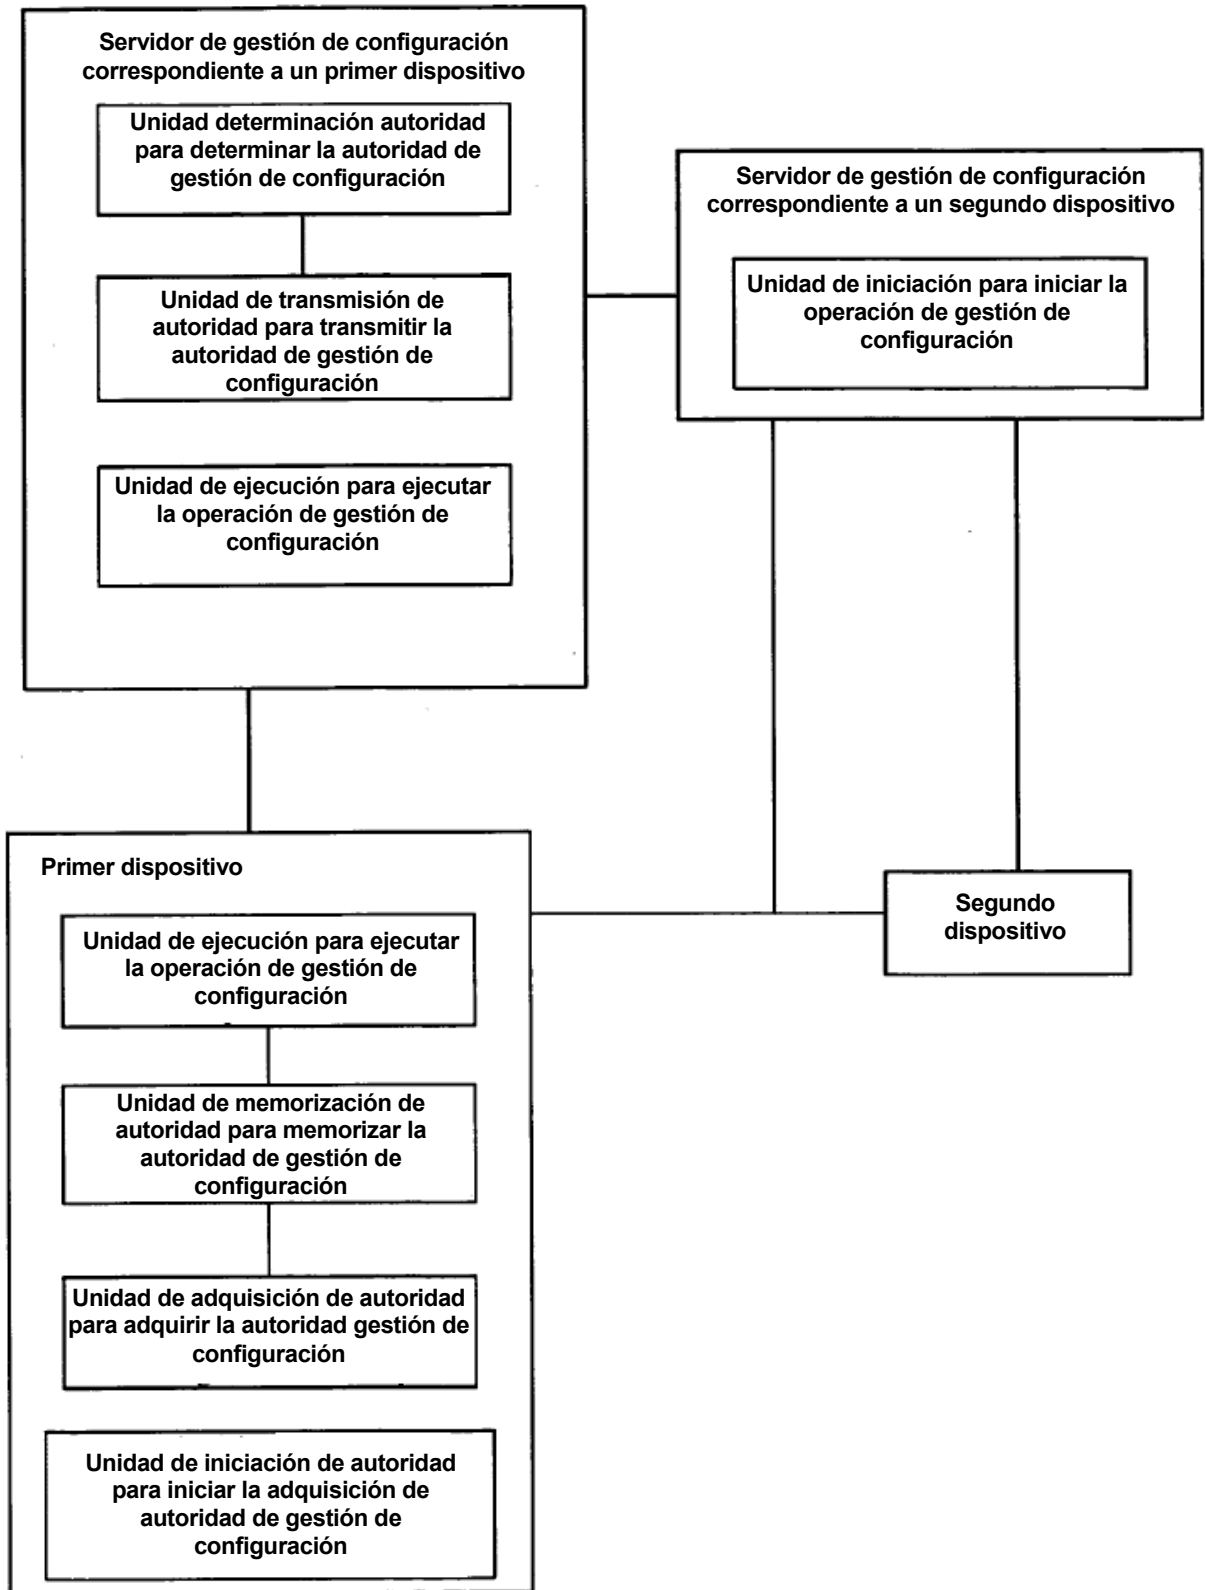 Servidor de gestión de configuración
correspondiente a un primer dispositivo
Unidad determinación autoridad
para determinar la autoridad de
gestión de configuración
Unidad de transmisión de
autoridad para transmitir la
autoridad de gestión de
configuración
Unidad de ejecución para ejecutar
la operación de gestión de
configuración
Servidor de gestión de configuración
correspondiente a un segundo dispositivo
Unidad de iniciación para iniciar la
operación de gestión de
configuración
Primer dispositivo
Unidad de ejecución para ejecutar
la operación de gestión de
configuración
Unidad de memorización de
autoridad para memorizar la
autoridad de gestión de
configuración
Unidad de adquisición de autoridad
para adquirir la autoridad gestión de
configuración
Unidad de iniciación de autoridad
para iniciar la adquisición de
autoridad de gestión de
configuración
Segundo
dispositivo